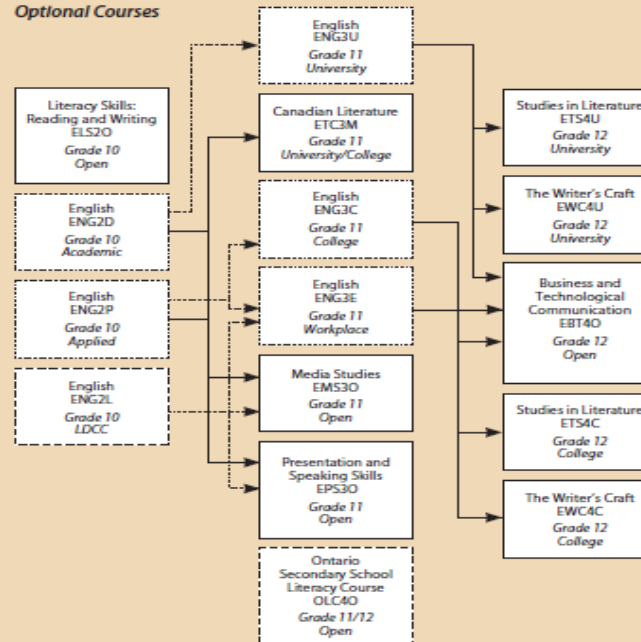 Optional Courses
Literacy Skills:
Reading and Writing
ELS2O
Grade 10
Open
English
ENG2D
Grade 10
Academic
English
ENG2P
Grade 10
Applied
English
ENG2L
Grade 10
LDCC
English
ENG3U
Grade 11
University
Canadian Literature
ETC3M
Grade 11
University/College
English
ENG3C
Grade 11
College
English
ENG3E
Grade 11
Workplace
Media Studies
EMS3O
Grade 11
Open
Presentation and
Speaking Skills
EPS3O
Grade 11
Open
Ontario
Secondary School
Literacy Course
OLC4O
Grade 11/12
Open
Studies in Literature
ETS4U
Grade 12
University
The Writer's Craft
EWC4U
Grade 12
University
Business and
Technological
Communication
EBT4O
Grade 12
Open
Studies in Literature
ETS4C
Grade 12
College
The Writer's Craft
EWC4C
Grade 12
College